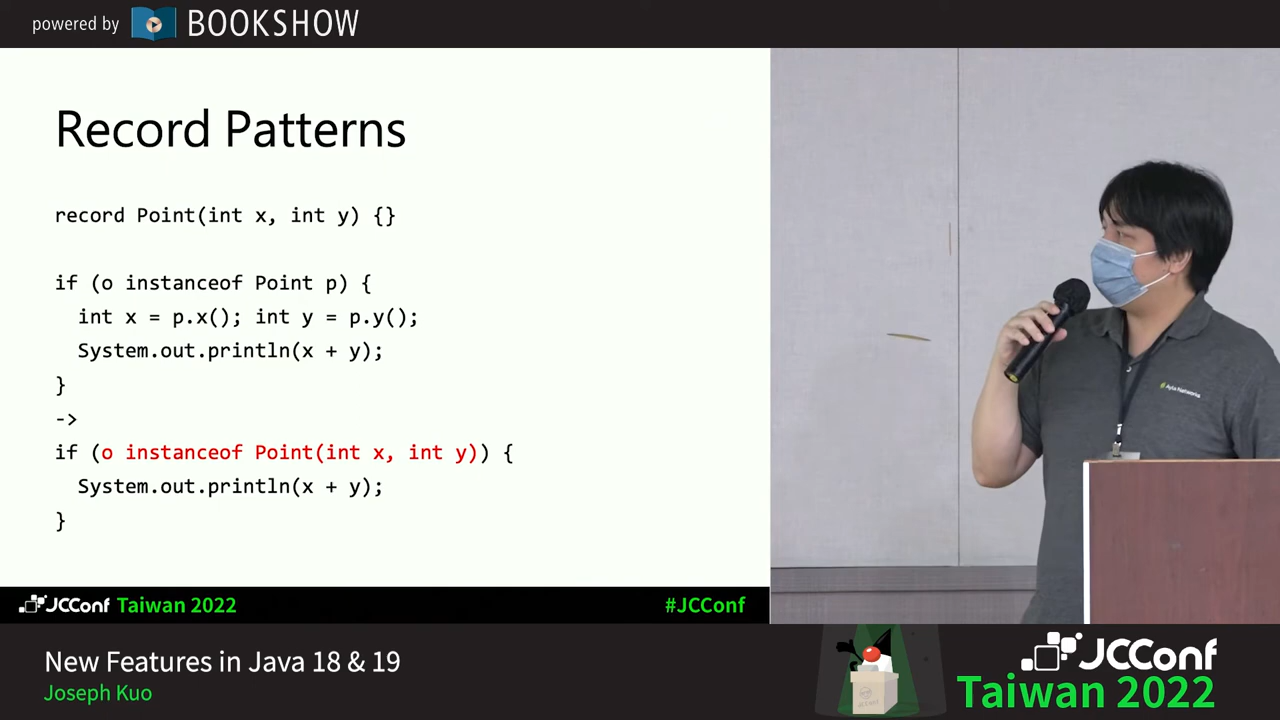 powered by BOOKSHOW
Record Patterns
record Point(int x, int y) {}
if (o instanceof Point p) {
int x = p.x(); int y = p.y();
System.out.println(x + y);
}
->
if (o instanceof Point(int x, int y)) {
System.out.println(x + y);
}
Ayla Networks
JCConf Taiwan 2022
#JCConf
New Features in Java 18 & 19
Joseph Kuo
JCConf
Taiwan 2022